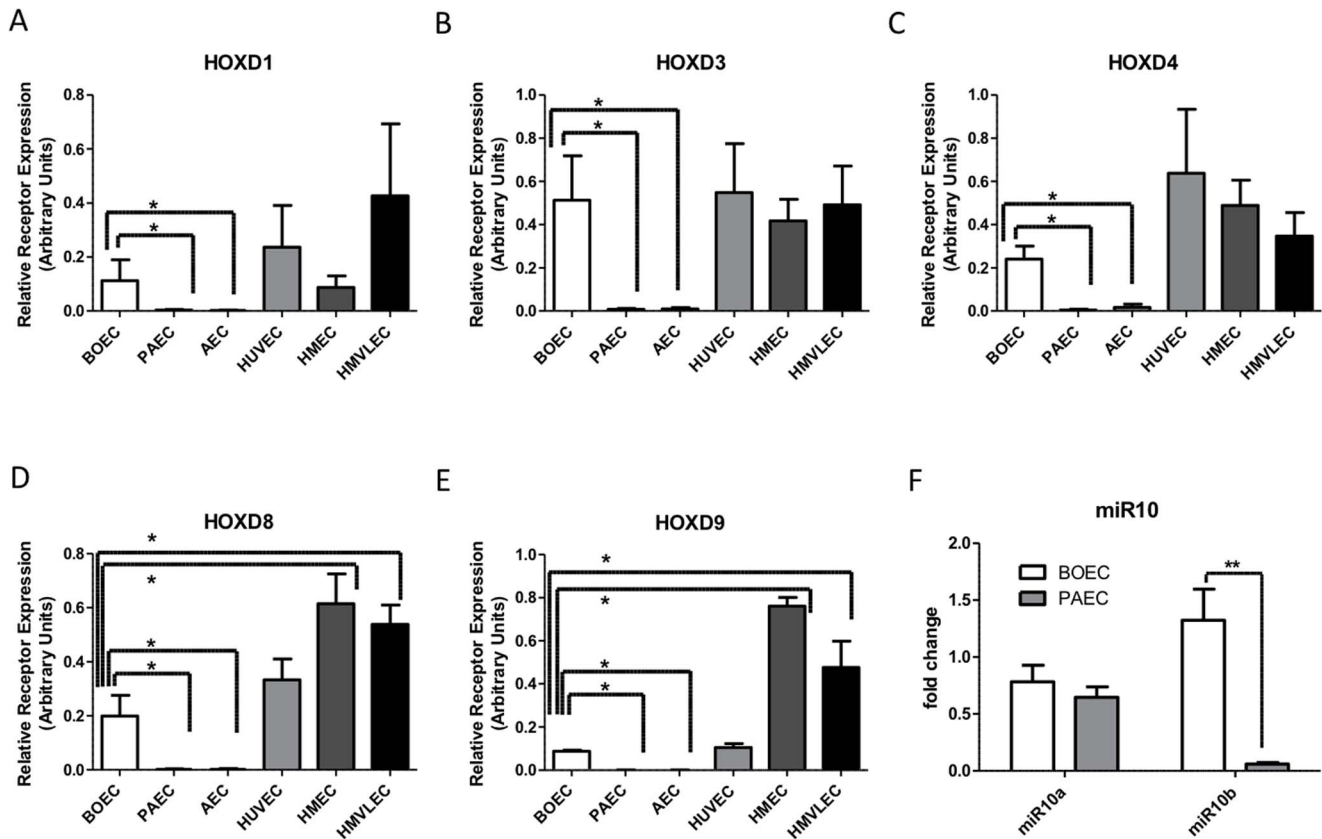 A
HOXD1
Relative Receptor Expression
(Arbitrary Units)
0.8
0.6
0.4
0.2
0.0
*
*
BOEC
PAEC
AEC
HUVEC
HMEC
HMVLEC
B
HOXD3
Relative Receptor Expression
(Arbitrary Units)
1.0
0.8
0.6
0.4
0.2
0.0
*
*
BOEC
PAEC
AEC
HUVEC
HMEC
HMVLEC
C
HOXD4
Relative Receptor Expression
(Arbitrary Units)
1.0
0.8
0.6
0.4
0.2
0.0
*
*
BOEC
PAEC
AEC
HUVEC
HMEC
HMVLEC
D
HOXD8
Relative Receptor Expression
(Arbitrary Units)
0.8
0.6
0.4
0.2
0.0
*
*
*
*
BOEC
PAEC
AEC
HUVEC
HMEC
HMVLEC
E
HOXD9
Relative Receptor Expression
(Arbitrary Units)
1.0
0.8
0.6
0.4
0.2
0.0
*
*
*
*
BOEC
PAEC
AEC
HUVEC
HMEC
HMVLEC
F
miR10
fold change
2.0
1.5
1.0
0.5
0.0
BOEC
PAEC
**
miR10a
miR10b